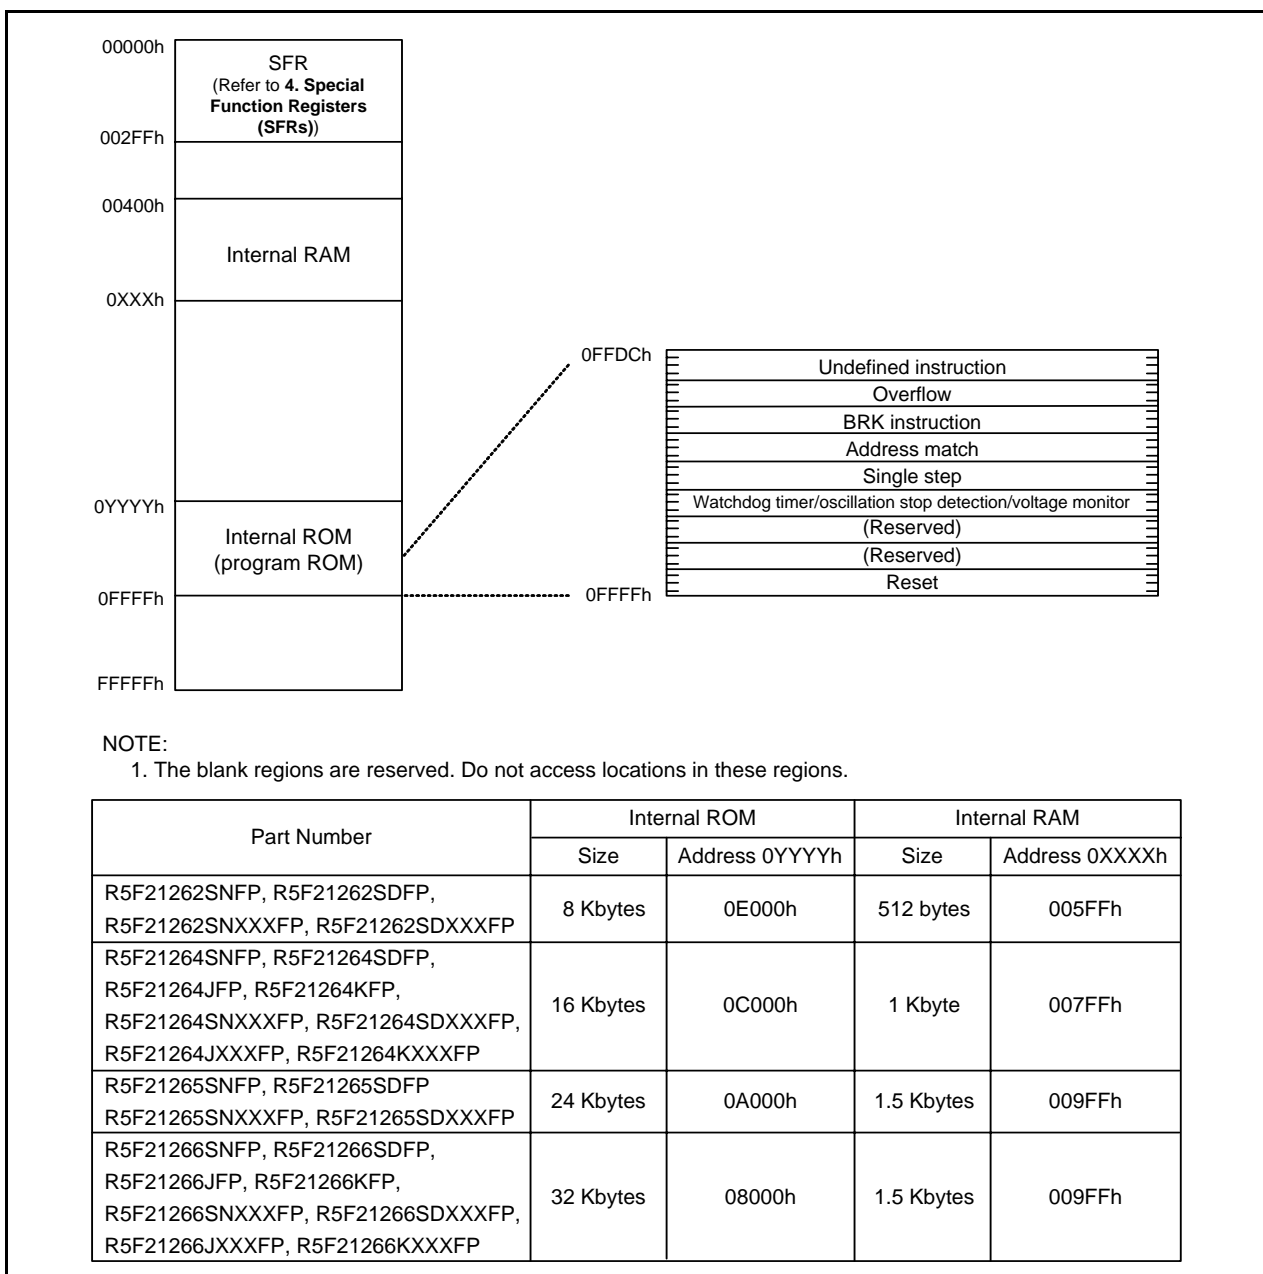 00000h
SFR
(Refer to 4. Special
Function Registers
(SFRs))
002FFh
00400h
Internal RAM
0XXXh
0YYYYh
Internal ROM
(program ROM)
0FFFFh
FFFFFh
0FFDCh
Undefined instruction
Overflow
BRK instruction
Address match
Single step
Watchdog timer/oscillation stop detection/voltage monitor
(Reserved)
(Reserved)
Reset
0FFFFh
NOTE:
1. The blank regions are reserved. Do not access locations in these regions.
Part Number
Internal ROM
Internal RAM
Size
Address 0YYYYh
Size
Address 0XXXXh
R5F21262SNFP, R5F21262SDFP,
R5F21262SNXXXFP, R5F21262SDXXXFP
8 Kbytes
0E000h
512 bytes
005FFh
R5F21264SNFP, R5F21264SDFP,
R5F21264JFP, R5F21264KFP,
R5F21264SNXXXFP, R5F21264SDXXXFP,
R5F21264JXXXFP, R5F21264KXXXFP
16 Kbytes
0C000h
1 Kbyte
007FFh
R5F21265SNFP, R5F21265SDFP
R5F21265SNXXXFP, R5F21265SDXXXFP
24 Kbytes
0A000h
1.5 Kbytes
009FFh
R5F21266SNFP, R5F21266SDFP,
R5F21266JFP, R5F21266KFP,
R5F21266SNXXXFP, R5F21266SDXXXFP,
R5F21266JXXXFP, R5F21266KXXXFP
32 Kbytes
08000h
1.5 Kbytes
009FFh